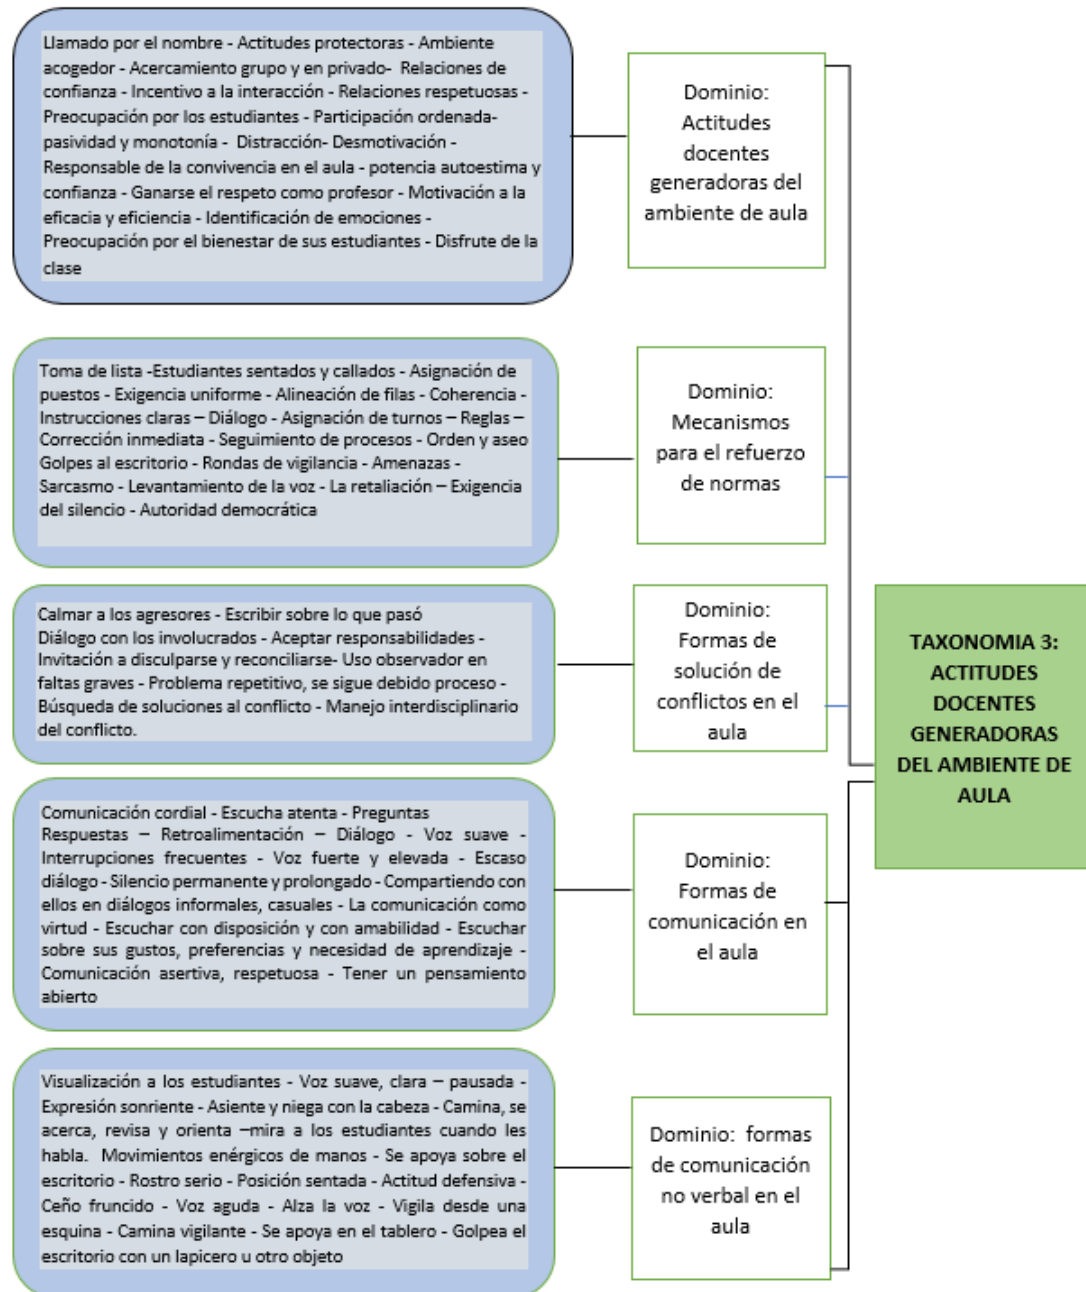 Llamado por el nombre - Actitudes protectoras - Ambiente
acogedor - Acercamiento grupo y en privado- Relaciones de
confianza - Incentivo a la interacción - Relaciones respetuosas -
Preocupación por los estudiantes - Participación ordenada-
pasividad y monotonía - Distracción- Desmotivación -
Responsable de la convivencia en el aula - potencia autoestima y
confianza - Ganarse el respeto como profesor - Motivación a la
eficacia y eficiencia - Identificación de emociones -
Preocupación por el bienestar de sus estudiantes - Disfrute de la
clase
Dominio:
Actitudes
docentes
generadoras del
ambiente de aula
Toma de lista -Estudiantes sentados y callados - Asignación de
puestos - Exigencia uniforme - Alineación de filas - Coherencia -
Instrucciones claras – Diálogo - Asignación de turnos – Reglas –
Corrección inmediata - Seguimiento de procesos - Orden y aseo
Golpes al escritorio - Rondas de vigilancia - Amenazas -
Sarcasmo - Levantamiento de la voz - La retaliación – Exigencia
del silencio - Autoridad democrática
Dominio:
Mecanismos
para el refuerzo
de normas
Calmar a los agresores - Escribir sobre lo que pasó
Diálogo con los involucrados - Aceptar responsabilidades -
Invitación a disculparse y reconciliarse- Uso observador en
faltas graves - Problema repetitivo, se sigue debido proceso -
Búsqueda de soluciones al conflicto - Manejo interdisciplinario
del conflicto.
Dominio:
Formas de
solución de
conflictos en el
aula
Comunicación cordial - Escucha atenta - Preguntas
Respuestas – Retroalimentación – Diálogo - Voz suave -
Interrupciones frecuentes - Voz fuerte y elevada - Escaso
diálogo - Silencio permanente y prolongado - Compartiendo con
ellos en diálogos informales, casuales - La comunicación como
virtud - Escuchar con disposición y con amabilidad - Escuchar
sobre sus gustos, preferencias y necesidad de aprendizaje -
Comunicación asertiva, respetuosa - Tener un pensamiento
abierto
Dominio:
Formas de
comunicación en
el aula
Visualización a los estudiantes - Voz suave, clara – pausada -
Expresión sonriente - Asiente y niega con la cabeza - Camina, se
acerca, revisa y orienta –mira a los estudiantes cuando les
habla. Movimientos enérgicos de manos - Se apoya sobre el
escritorio - Rostro serio - Posición sentada - Actitud defensiva -
Ceño fruncido - Voz aguda - Alza la voz - Vigila desde una
esquina - Camina vigilante - Se apoya en el tablero - Golpea el
escritorio con un lapicero u otro objeto
Dominio: formas
de comunicación
no verbal en el
aula
TAXONOMIA 3:
ACTITUDES
DOCENTES
GENERADORAS
DEL AMBIENTE DE
AULA